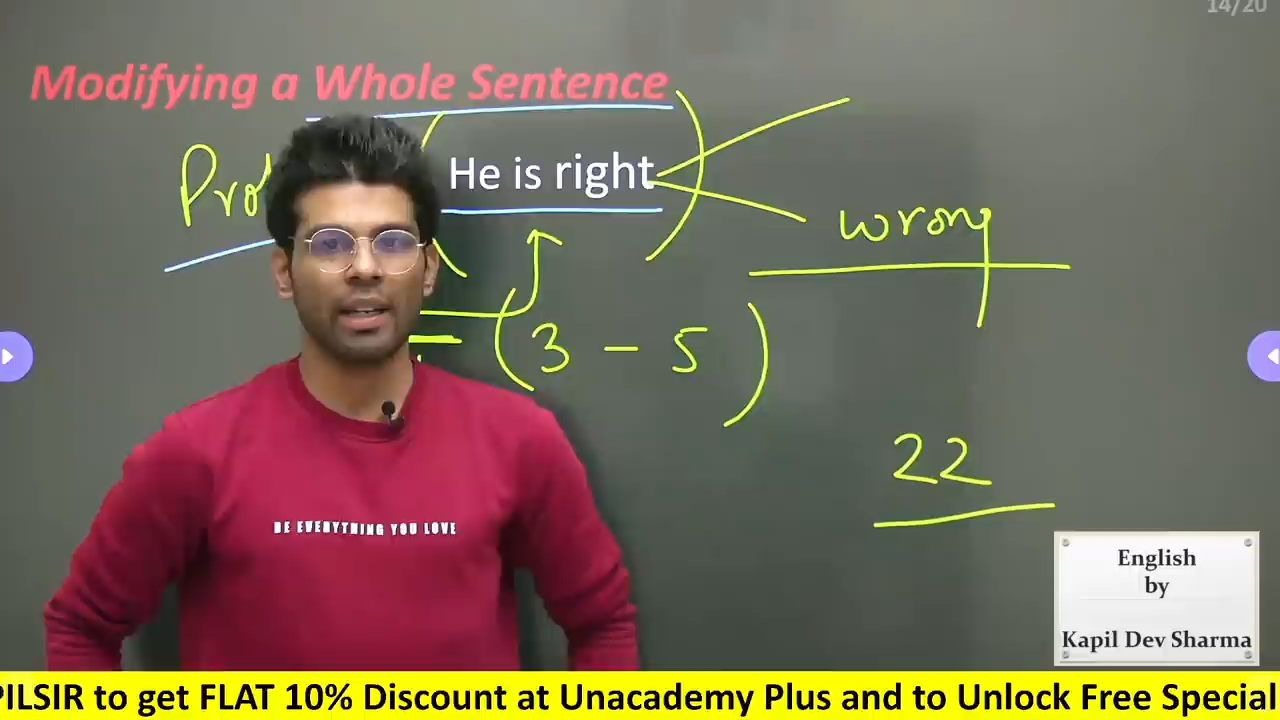 14/20
Modifying a Whole Sentence
He is right
wrong
(3 - 5)
22
BE EVERYTHING YOU LOVE
English
by
Kapil Dev Sharma
PILSIR to get FLAT 10% Discount at Unacademy Plus and to Unlock Free Special